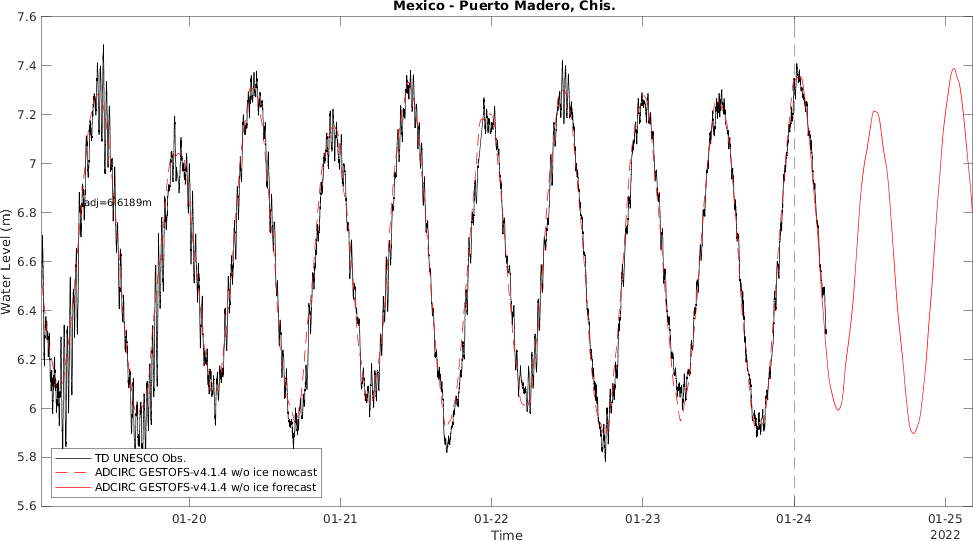 Mexico - Puerto Madero, Chis.
7.6
7.4
7.2
7
6.8
6.6
6.4
6.2
6
5.8
5.6
Water Level (m)
adj=6.6189m
TD UNESCO Obs.
ADCIRC GESTOFS-v4.1.4 w/o ice nowcast
ADCIRC GESTOFS-v4.1.4 w/o ice forecast
01-20
01-21
01-22
01-23
01-24
01-25
Time
2022